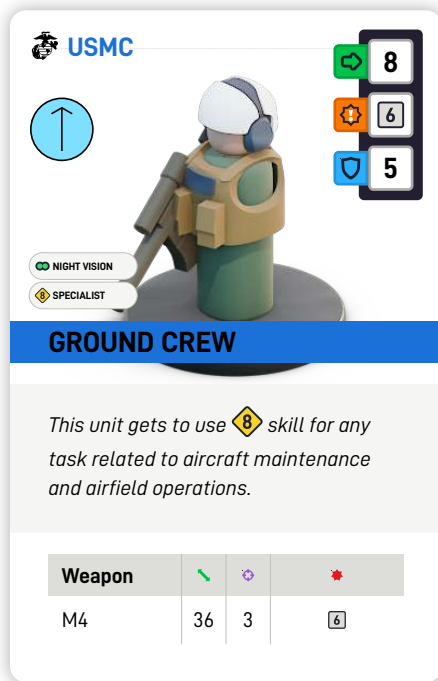 USMC
8
6
5
NIGHT VISION
8 SPECIALIST
GROUND CREW
This unit gets to use 8 skill for any
task related to aircraft maintenance
and airfield operations.
Weapon
M4 36 3 6